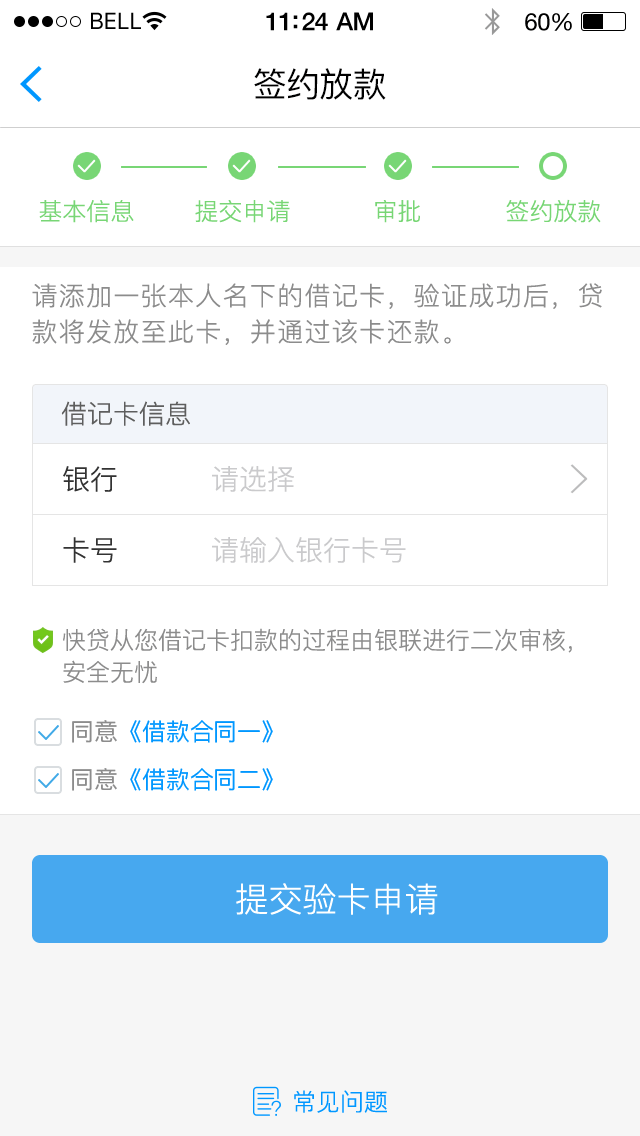 BELL 11:24 AM 60%
签约放款
基本信息 提交申请 审批 签约放款
请添加一张本人名下的借记卡，验证成功后，贷
款将发放至此卡，并通过该卡还款。
借记卡信息
银行 请选择
卡号 请输入银行卡号
快贷从您借记卡扣款的过程由银联进行二次审核，
安全无忧
同意《借款合同一》
同意《借款合同二》
提交验卡申请
常见问题